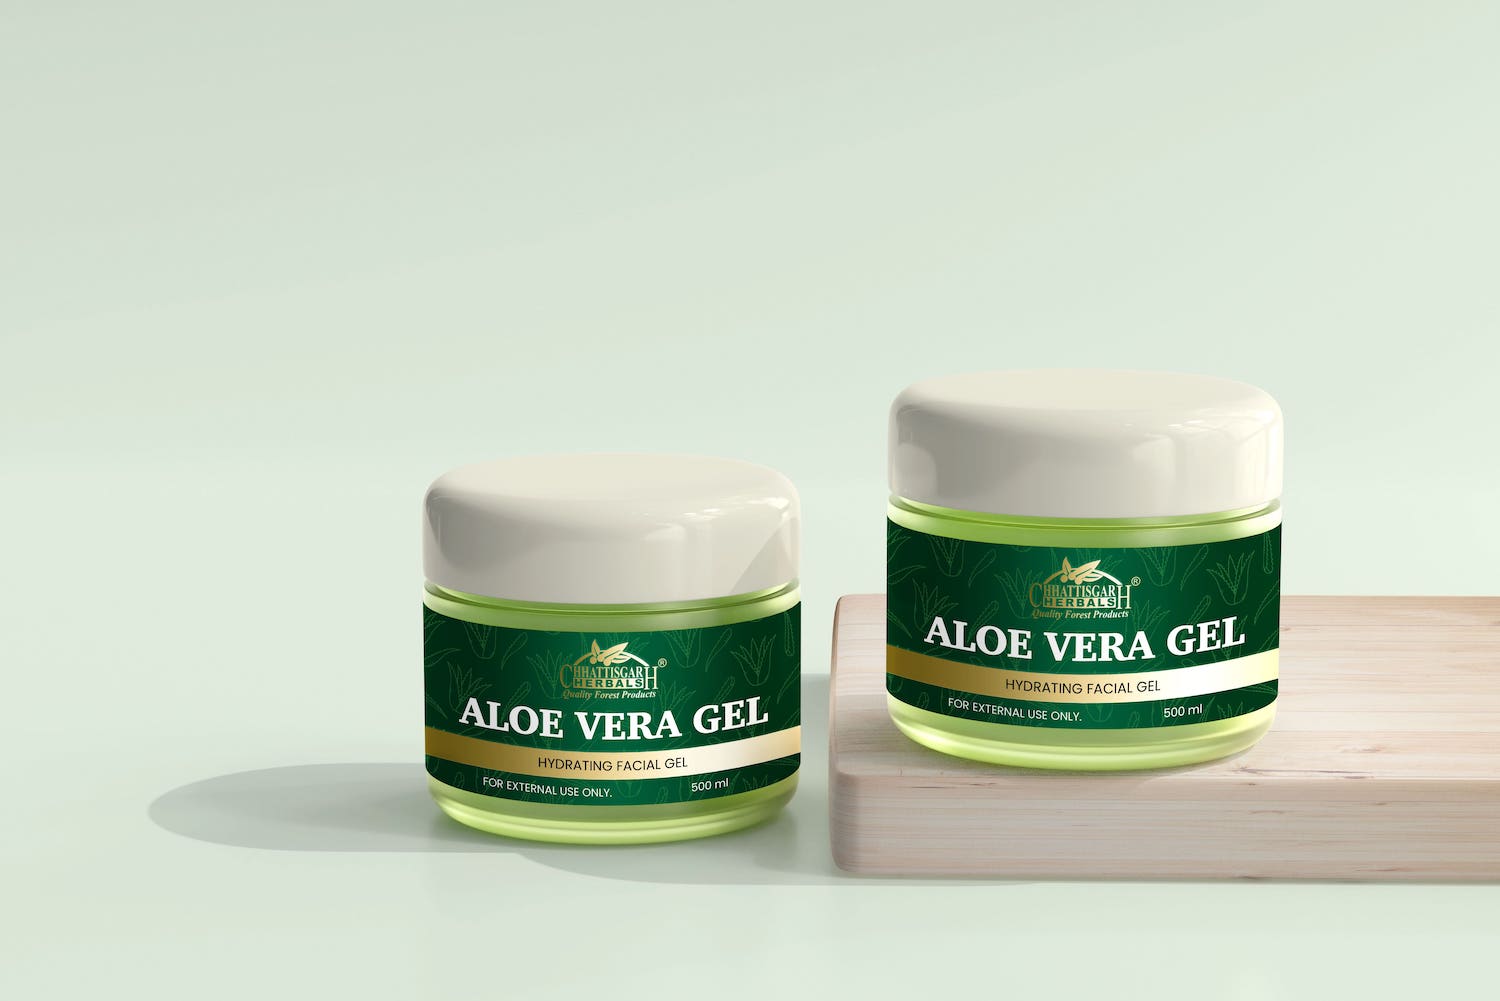 CHHATTISGARH®
HERBALS
Quality Forest Products
ALOE VERA GEL
HYDRATING FACIAL GEL
FOR EXTERNAL USE ONLY. 500 ml
CHHATTISGARH®
HERBALS
Quality Forest Products
ALOE VERA GEL
HYDRATING FACIAL GEL
FOR EXTERNAL USE ONLY. 500 ml